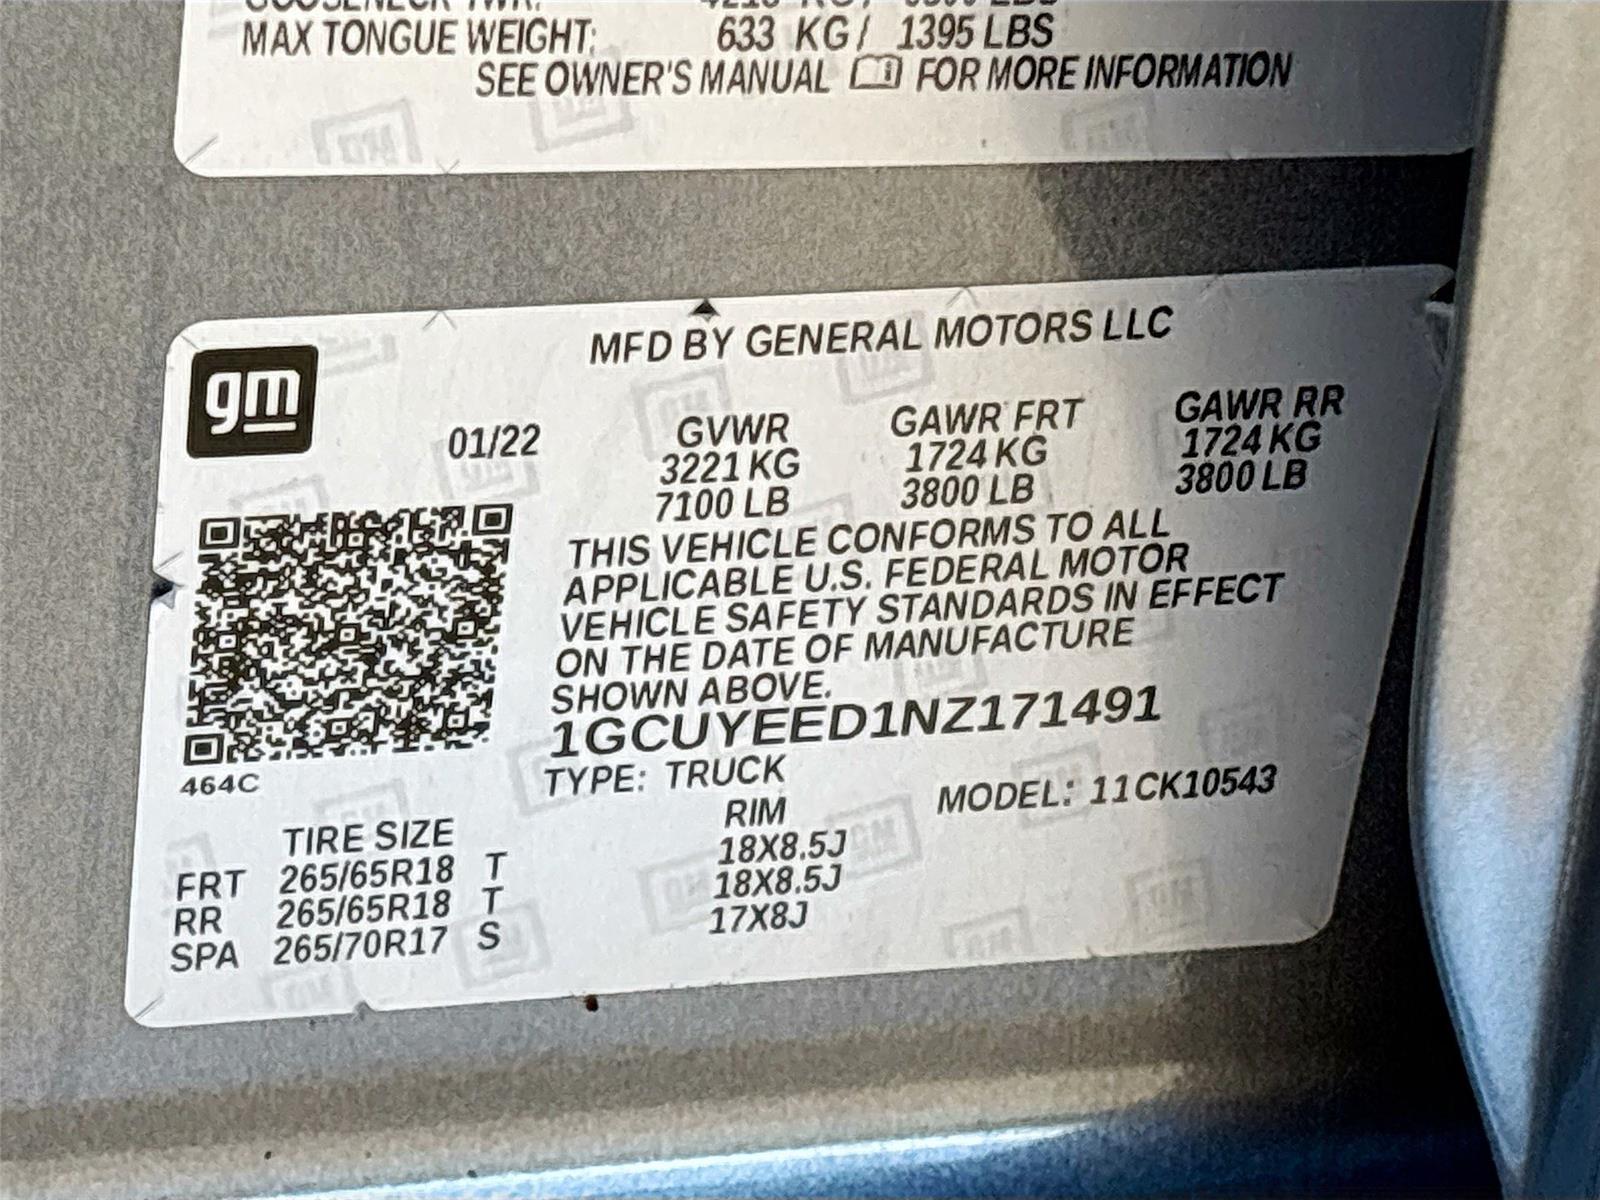 MAX TONGUE WEIGHT: 633 KG / 1395 LBS
SEE OWNER'S MANUAL FOR MORE INFORMATION
gm
MFD BY GENERAL MOTORS LLC
01/22 GVWR GAWR FRT GAWR RR
3221 KG 1724 KG 1724 KG
7100 LB 3800 LB 3800 LB
THIS VEHICLE CONFORMS TO ALL
APPLICABLE U.S. FEDERAL MOTOR
VEHICLE SAFETY STANDARDS IN EFFECT
ON THE DATE OF MANUFACTURE
SHOWN ABOVE.
1GCUYEED1NZ171491
464C
TYPE: TRUCK MODEL: 11CK10543
TIRE SIZE RIM
FRT 265/65R18 T 18X8.5J
RR 265/65R18 T 18X8.5J
SPA 265/70R17 S 17X8J